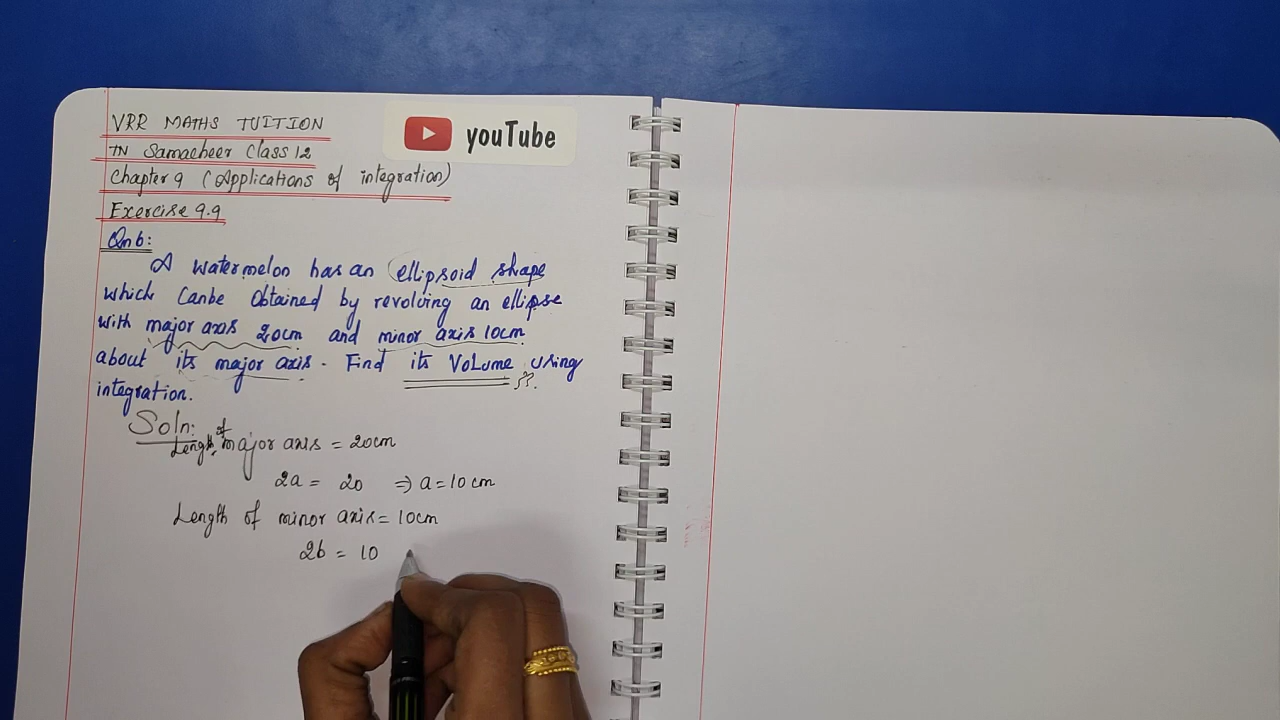 VRR MATHS TUITION
TN Samacheer Class 12
Chapter 9 (Applications of integration)
Exercise 9.9
Qn 6:
A watermelon has an ellipsoid shape
which can be obtained by revolving an ellipse
with major axis 20cm and minor axis 10cm
about its major axis. Find its Volume using
integration.
Soln:
Length of major axis = 20cm
2a = 20 ⇒ a = 10 cm
Length of minor axis = 10cm
2b = 10
youTube